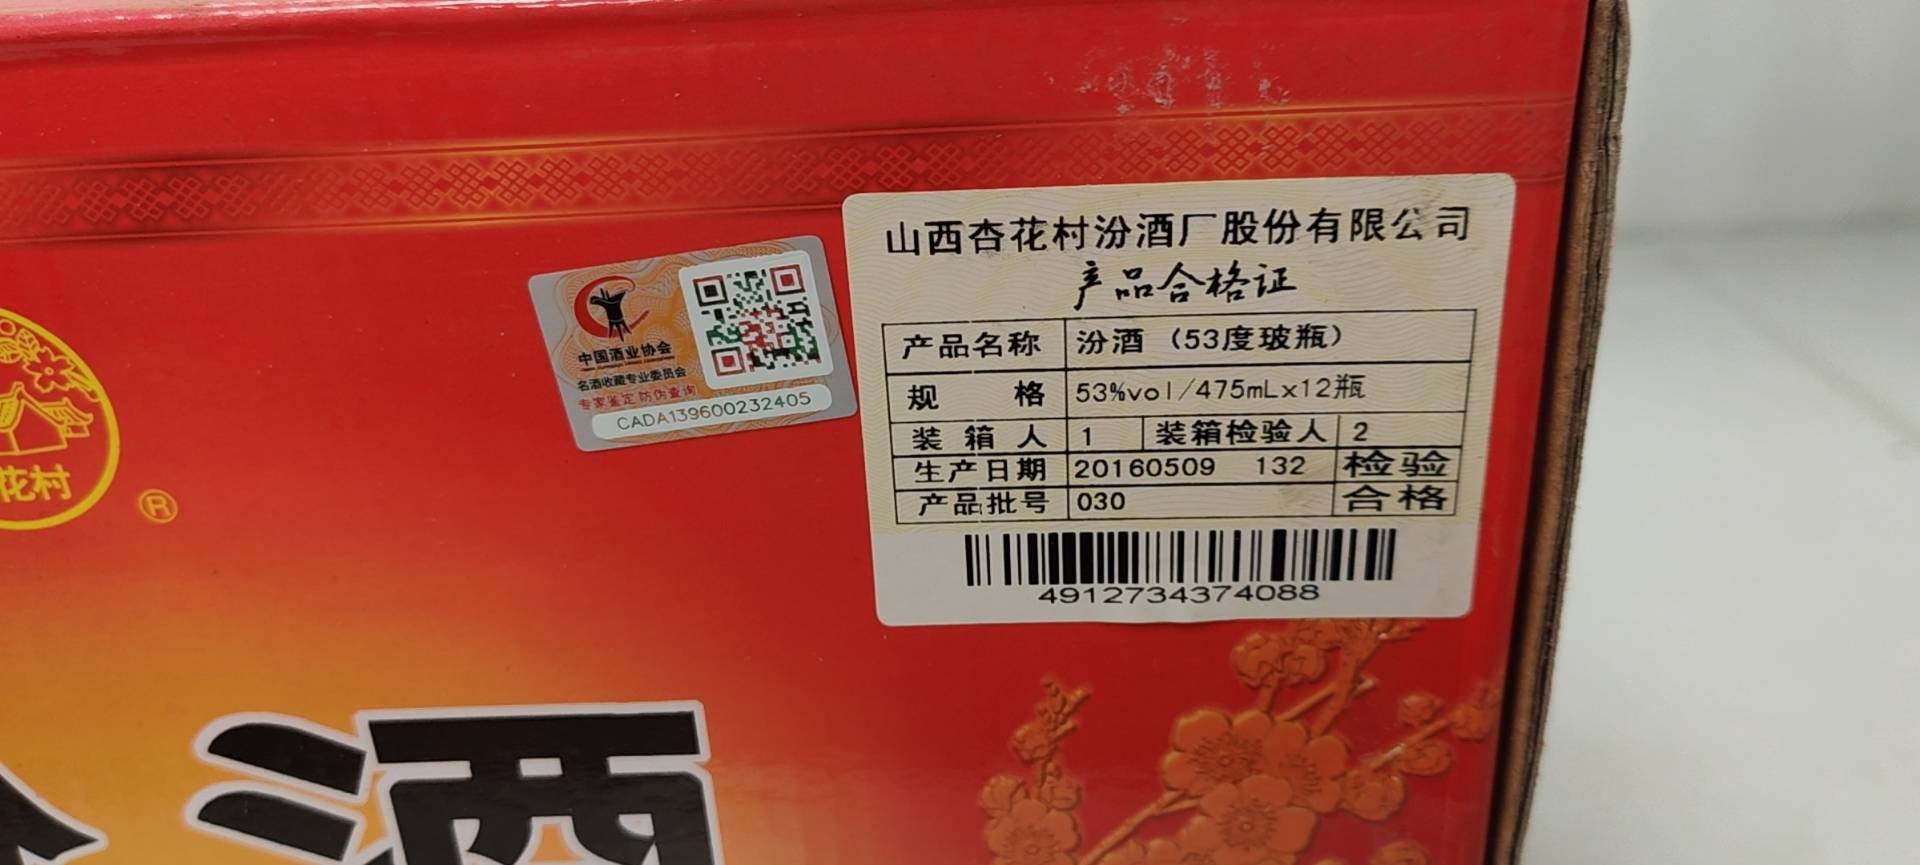 山西杏花村汾酒厂股份有限公司
产品合格证
产品名称 汾酒（53度玻瓶）
规 格 53%vol/475mLx12瓶
装箱人 1 装箱检验人 2
生产日期 20160509 132 检验
产品批号 030 合格
4912734374088
中国酒业协会
名酒收藏专业委员会
专家鉴定 防伪查询
CADA139600232405
花村
®
酒